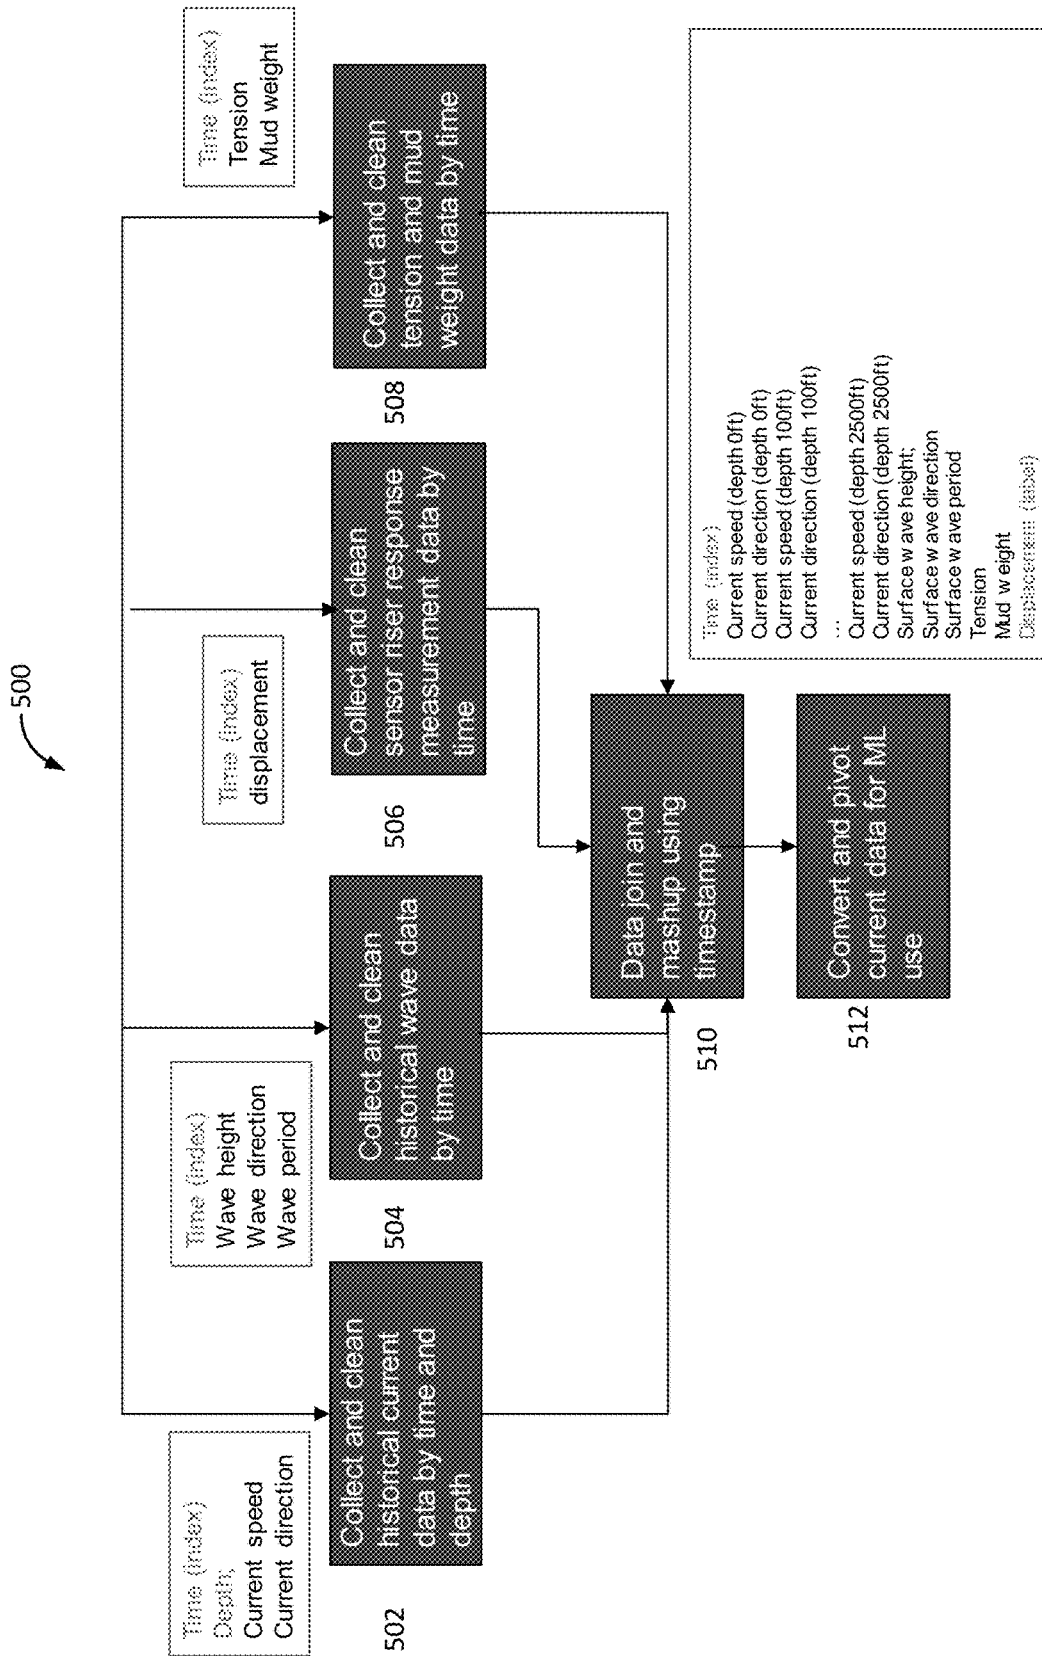 500
Time (index)
Depth;
Current speed
Current direction
Time (index)
Wave height
Wave direction
Wave period
Time (index)
displacement
Time (index)
Tension
Mud weight
Collect and clean
historical current
data by time and
depth
502
Collect and clean
historical wave data
by time
504
Collect and clean
sensor riser response
measurement data by
time
506
Collect and clean
tension and mud
weight data by time
508
Data join and
mashup using
timestamp
510
Convert and pivot
current data for ML
use
512
Time (index)
Current speed (depth 0ft)
Current direction (depth 0ft)
Current speed (depth 100ft)
Current direction (depth 100ft)
...
Current speed (depth 2500ft)
Current direction (depth 2500ft)
Surface wave height;
Surface wave direction
Surface wave period
Tension
Mud weight
Displacement (label)